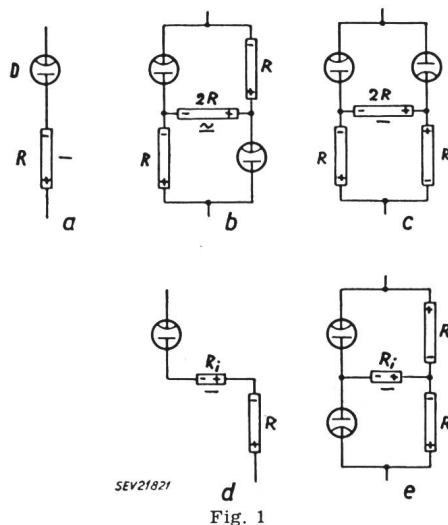 D
R
–
a
R
2R
≃
R
- +
- +
b
2R
–
R
R
- +
- +
c
R_i
–
R
- +
d
R
R_i
–
R
- +
e
SEV21821
Fig. 1